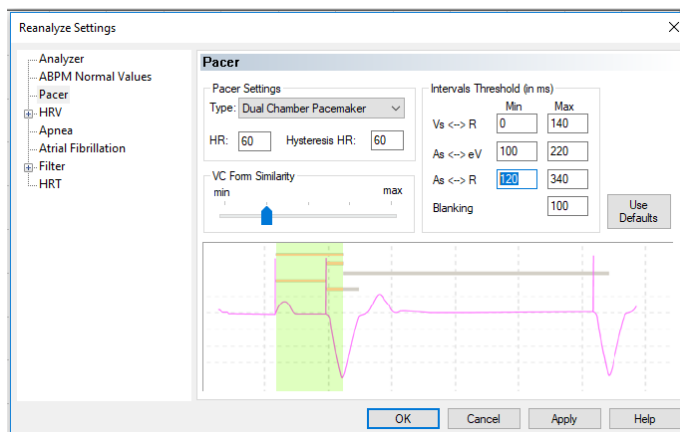 Reanalyze Settings
Analyzer
ABPM Normal Values
Pacer
HRV
Apnea
Atrial Fibrillation
Filter
HRT
Pacer
Pacer Settings
Type: Dual Chamber Pacemaker
HR: 60 Hysteresis HR: 60
VC Form Similarity
min max
Intervals Threshold (in ms)
Min Max
Vs <--> R 0 140
As <--> eV 100 220
As <--> R 120 340
Blanking 100
Use
Defaults
OK Cancel Apply Help